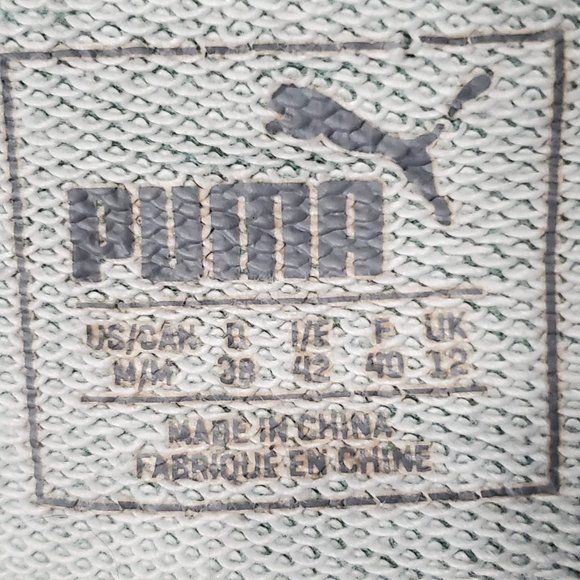 PUMA
US/CAN D I/E F UK
M/M 38 42 40 12
MADE IN CHINA
FABRIQUÉ EN CHINE